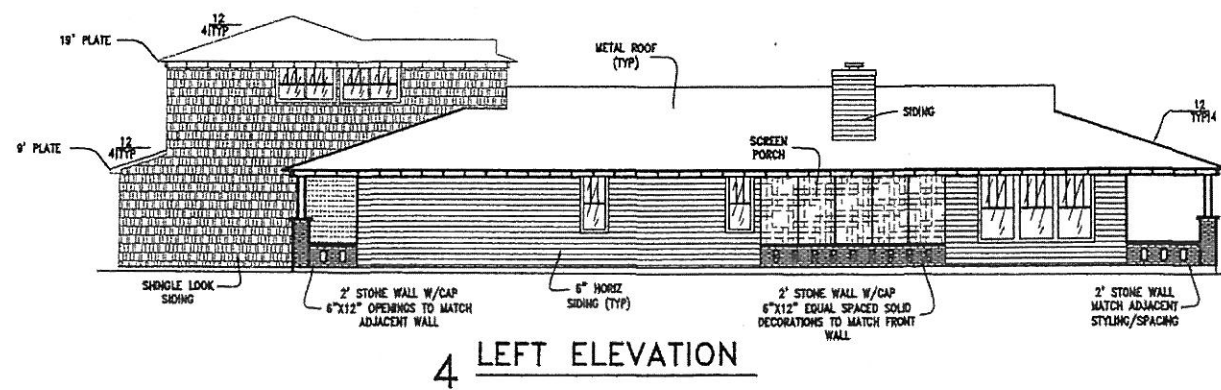 12
4 TYP
19' PLATE
METAL ROOF
(TYP)
SIDING
12
TYP 4
12
4 TYP
9' PLATE
SCREEN
PORCH
SHINGLE LOOK
SIDING
2' STONE WALL W/CAP
6"X12" OPENINGS TO MATCH
ADJACENT WALL
6" HORIZ
SIDING (TYP)
2' STONE WALL W/CAP
6"X12" EQUAL SPACED SOLID
DECORATIONS TO MATCH FRONT
WALL
2' STONE WALL
MATCH ADJACENT
STYLING/SPACING
4 LEFT ELEVATION